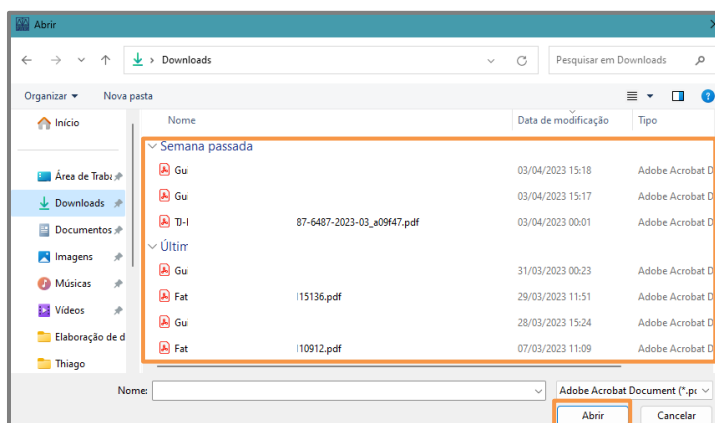 Abrir
Downloads
Pesquisar em Downloads
Organizar
Nova pasta
Início
Área de Traba
Downloads
Documentos
Imagens
Músicas
Vídeos
Elaboração de d
Thiago
Nome Data de modificação Tipo
Semana passada
Gu 03/04/2023 15:18 Adobe Acrobat D
Gu 03/04/2023 15:17 Adobe Acrobat D
87-6487-2023-03_a09f47.pdf 03/04/2023 00:01 Adobe Acrobat D
Últim
Gu 31/03/2023 00:23 Adobe Acrobat D
Fat 15136.pdf 29/03/2023 11:51 Adobe Acrobat D
Gu 28/03/2023 15:24 Adobe Acrobat D
Fat 10912.pdf 07/03/2023 11:09 Adobe Acrobat D
Nome: Adobe Acrobat Document (*.pd
Abrir Cancelar